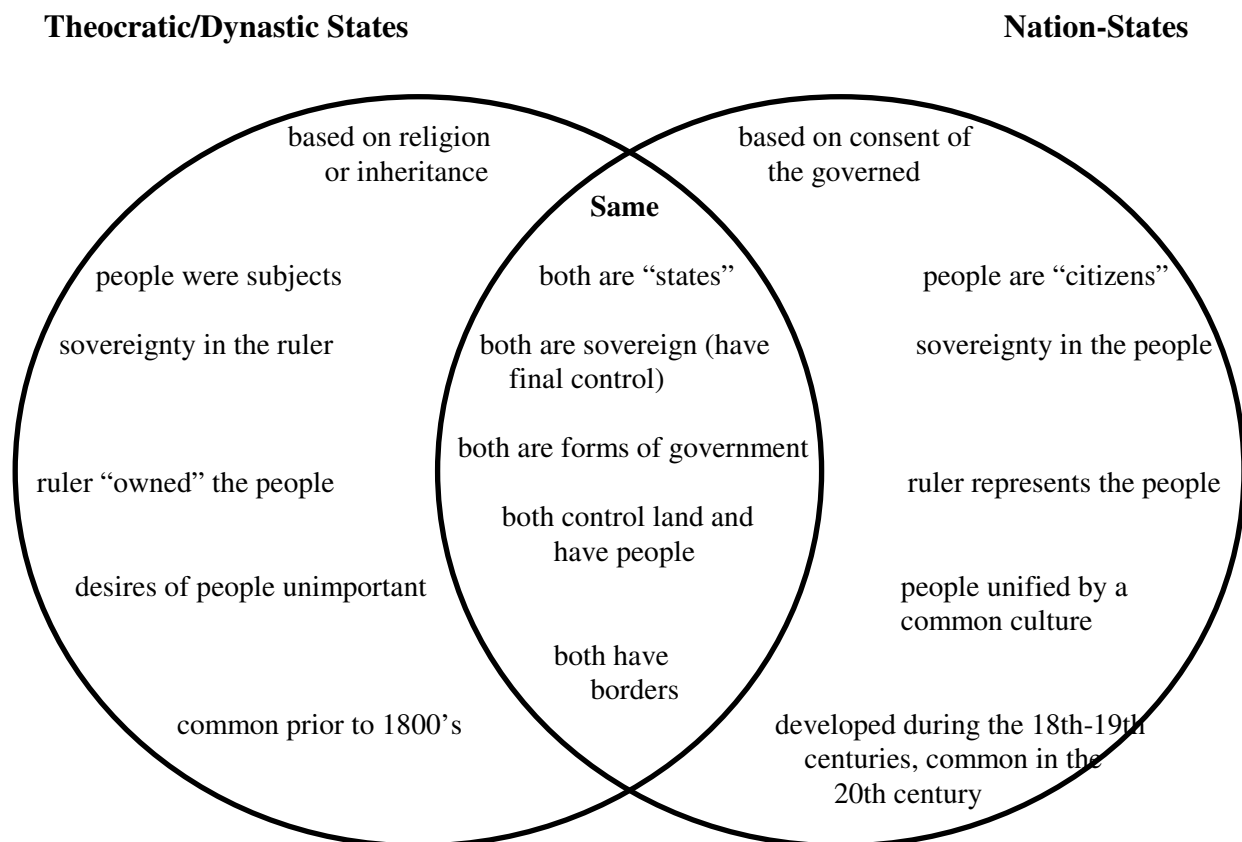 Theocratic/Dynastic States
Nation-States
based on religion
or inheritance
based on consent of
the governed
Same
people were subjects
both are “states”
people are “citizens”
sovereignty in the ruler
both are sovereign (have
final control)
sovereignty in the people
both are forms of government
ruler “owned” the people
ruler represents the people
both control land and
have people
desires of people unimportant
people unified by a
common culture
both have
borders
common prior to 1800’s
developed during the 18th-19th
centuries, common in the
20th century